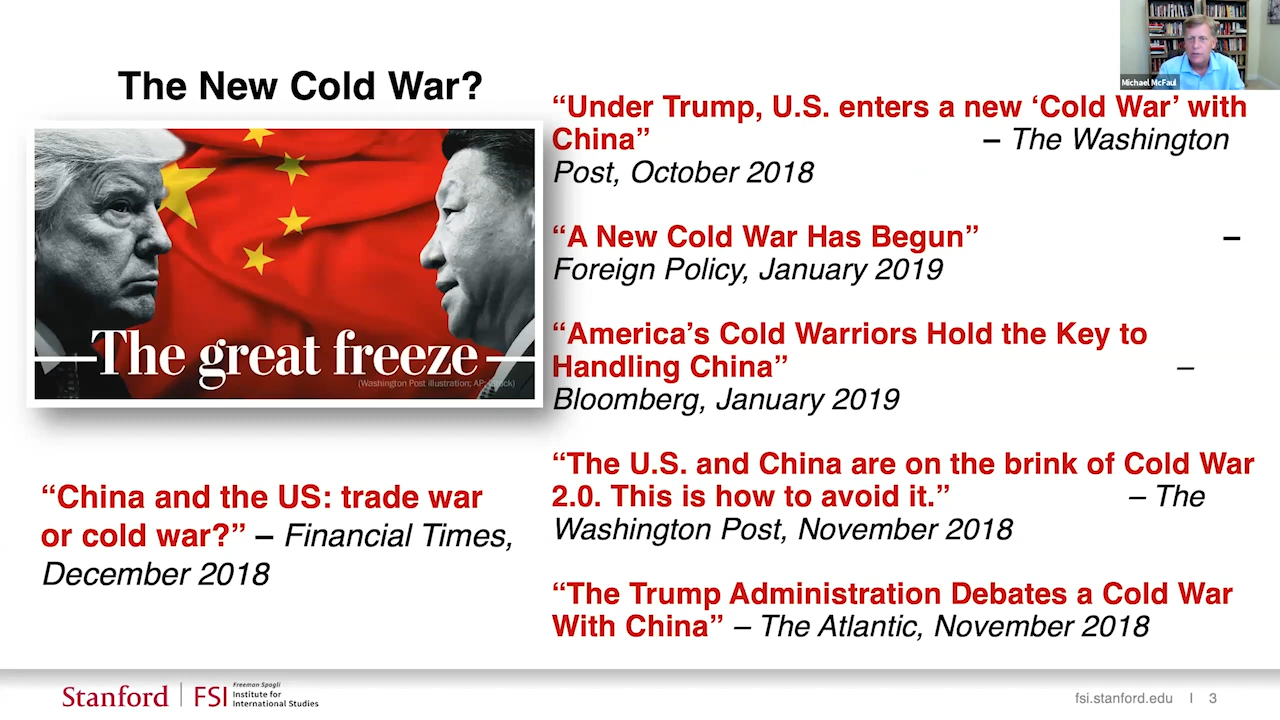 Michael McFaul
The New Cold War?
The great freeze
(Washington Post illustration; AP; iStock)
“China and the US: trade war
or cold war?” – Financial Times,
December 2018
“Under Trump, U.S. enters a new ‘Cold War’ with
China” – The Washington
Post, October 2018
“A New Cold War Has Begun” –
Foreign Policy, January 2019
“America’s Cold Warriors Hold the Key to
Handling China” –
Bloomberg, January 2019
“The U.S. and China are on the brink of Cold War
2.0. This is how to avoid it.” – The
Washington Post, November 2018
“The Trump Administration Debates a Cold War
With China” – The Atlantic, November 2018
Stanford | FSI
Freeman Spogli
Institute for
International Studies
fsi.stanford.edu | 3